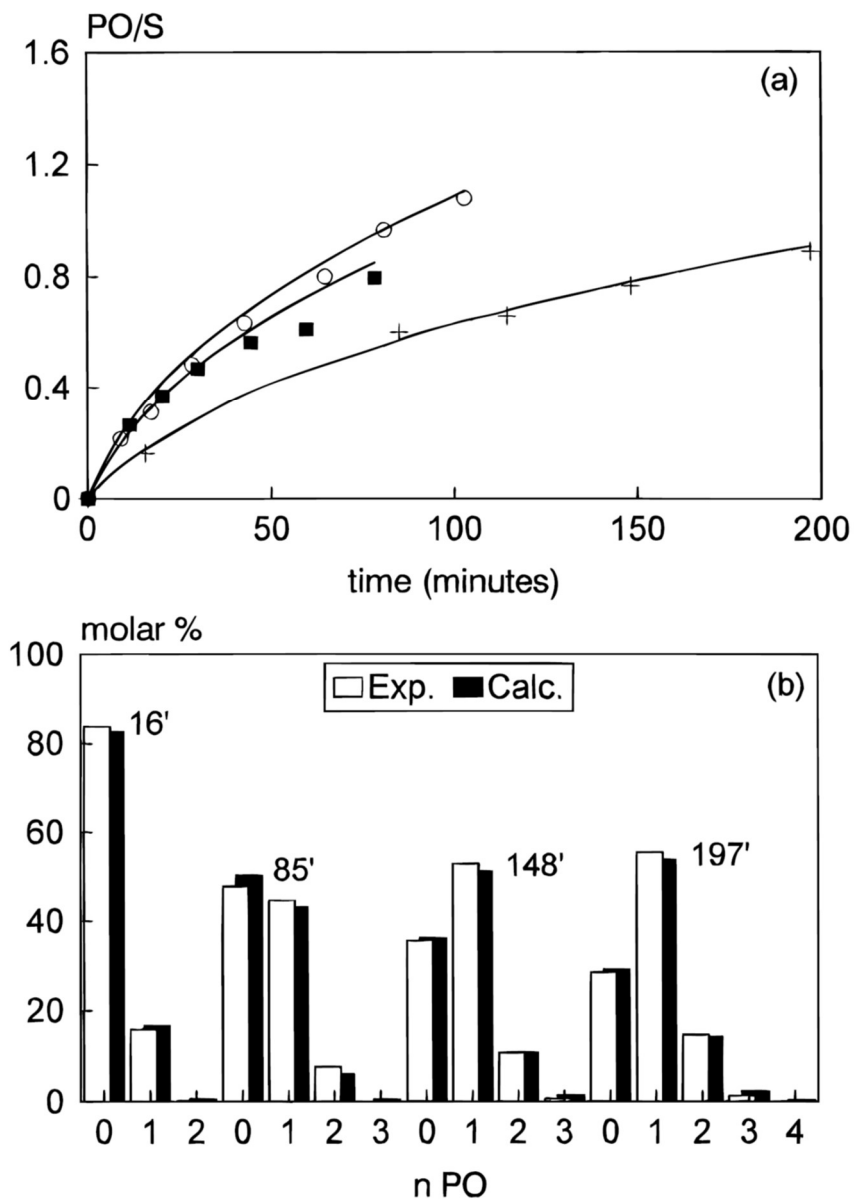 PO/S
1.6
(a)
1.2
0.8
0.4
0
0 50 100 150 200
time (minutes)
molar %
100
Exp. Calc.
(b)
16'
80
60
85' 148' 197'
40
20
0
0 1 2 0 1 2 3 0 1 2 3 0 1 2 3 4
n PO